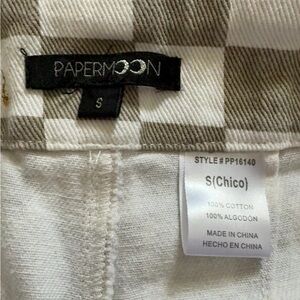 PAPERMOON
S
STYLE # PP16140
S(Chico)
100% COTTON
100% ALGODÓN
MADE IN CHINA
HECHO EN CHINA